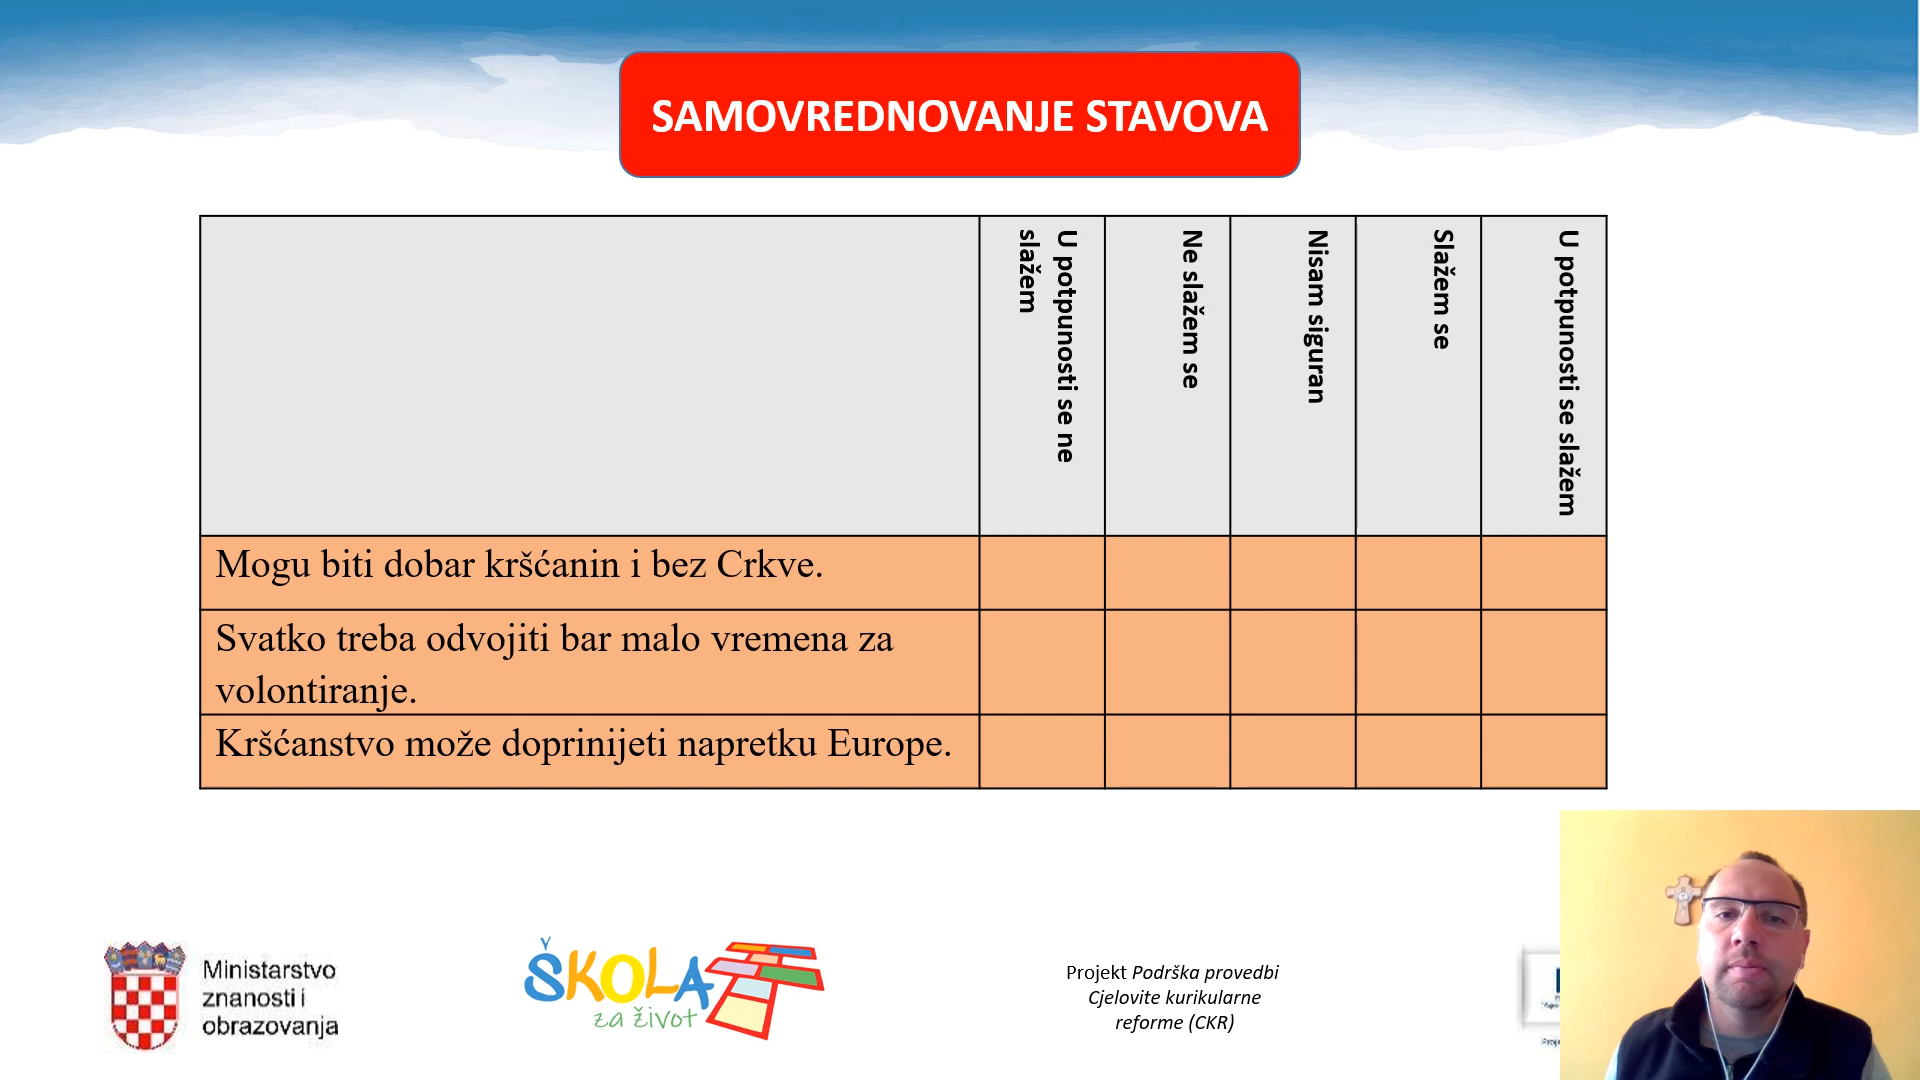 SAMOVREDNOVANJE STAVOVA
U potpunosti se ne
slažem
Ne slažem se
Nisam siguran
Slažem se
U potpunosti se slažem
Mogu biti dobar kršćanin i bez Crkve.
Svatko treba odvojiti bar malo vremena za
volontiranje.
Kršćanstvo može doprinijeti napretku Europe.
Ministarstvo
znanosti i
obrazovanja
ŠKOLA
za život
Projekt Podrška provedbi
Cjelovite kurikularne
reforme (CKR)